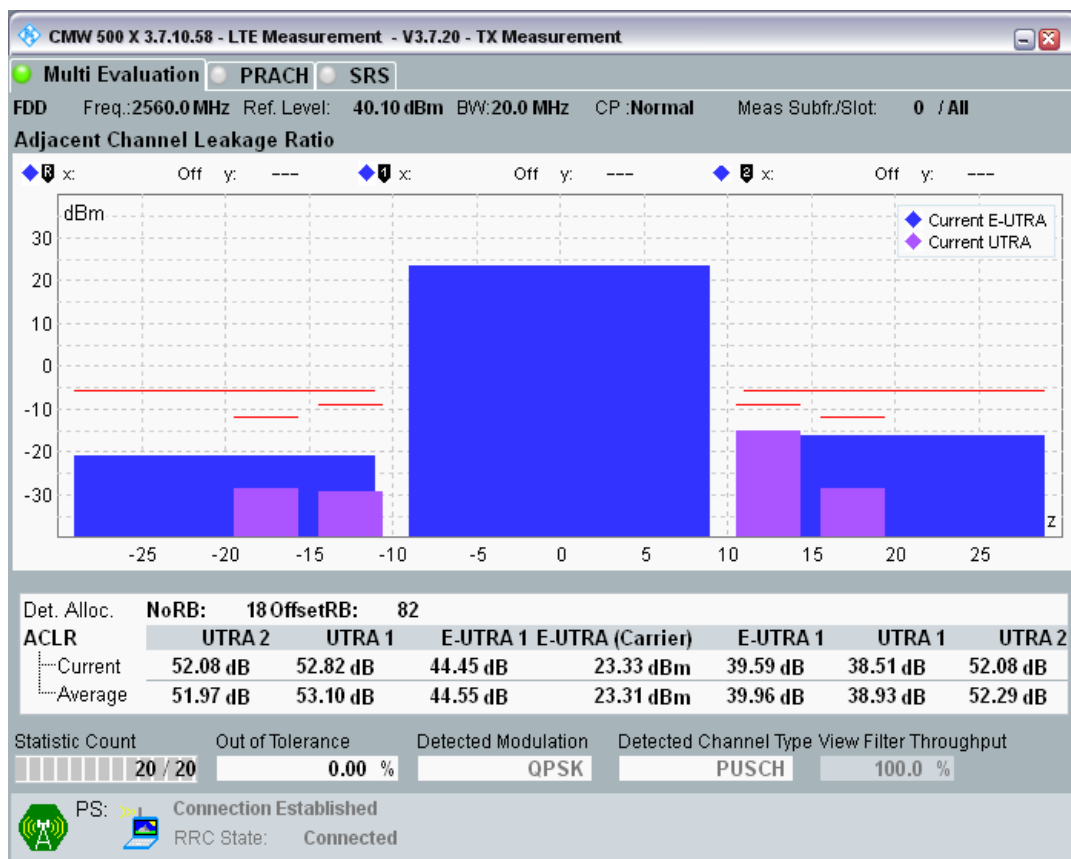 CMW 500 X 3.7.10.58 - LTE Measurement - V3.7.20 - TX Measurement
Multi Evaluation PRACH SRS
FDD Freq.:2560.0 MHz Ref. Level: 40.10 dBm BW:20.0 MHz CP :Normal Meas Subfr./Slot: 0 / All
Adjacent Channel Leakage Ratio
R x: Off y: --- 1 x: Off y: --- 2 x: Off y: ---
dBm
Current E-UTRA
Current UTRA
30
20
10
0
-10
-20
-30
z
-25 -20 -15 -10 -5 0 5 10 15 20 25
Det. Alloc. NoRB: 18 OffsetRB: 82
ACLR UTRA 2 UTRA 1 E-UTRA 1 E-UTRA (Carrier) E-UTRA 1 UTRA 1 UTRA 2
Current 52.08 dB 52.82 dB 44.45 dB 23.33 dBm 39.59 dB 38.51 dB 52.08 dB
Average 51.97 dB 53.10 dB 44.55 dB 23.31 dBm 39.96 dB 38.93 dB 52.29 dB
Statistic Count Out of Tolerance Detected Modulation Detected Channel Type View Filter Throughput
20 / 20 0.00 % QPSK PUSCH 100.0 %
PS: Connection Established
RRC State: Connected